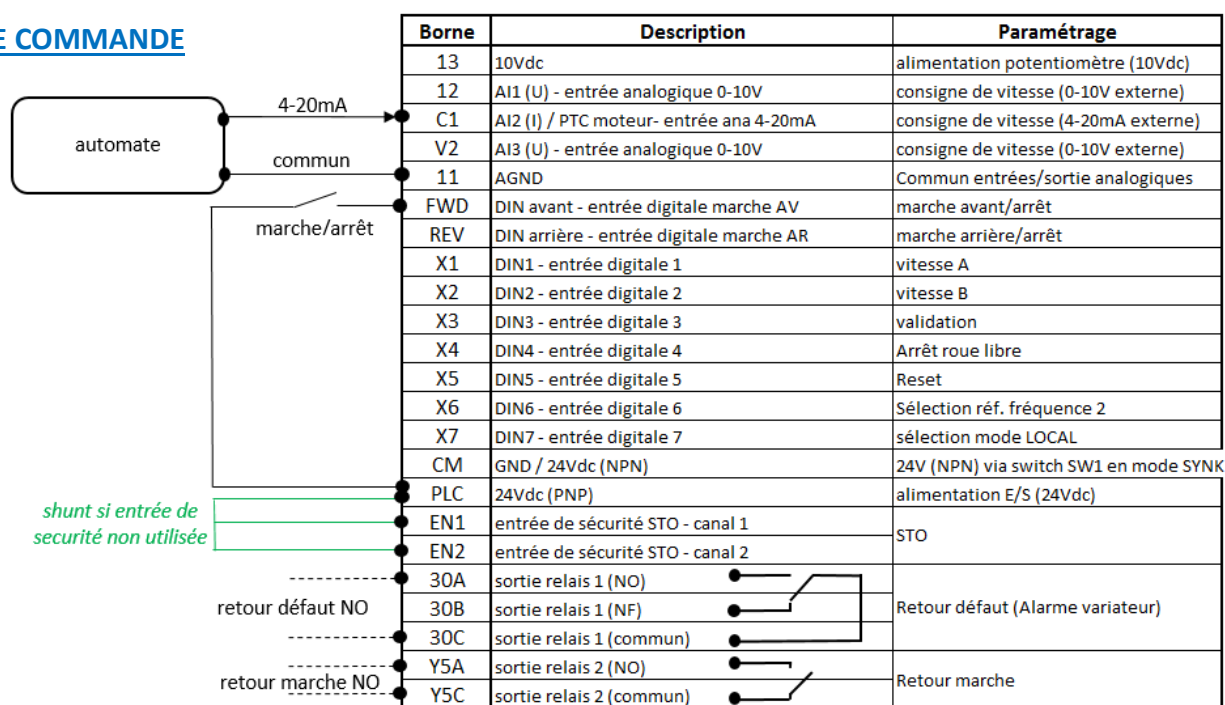 E COMMANDE
Borne Description Paramétrage
13 10Vdc alimentation potentiomètre (10Vdc)
12 AI1 (U) - entrée analogique 0-10V consigne de vitesse (0-10V externe)
4-20mA
C1 AI2 (I) / PTC moteur- entrée ana 4-20mA consigne de vitesse (4-20mA externe)
automate
V2 AI3 (U) - entrée analogique 0-10V consigne de vitesse (0-10V externe)
commun
11 AGND Commun entrées/sortie analogiques
FWD DIN avant - entrée digitale marche AV marche avant/arrêt
marche/arrêt
REV DIN arrière - entrée digitale marche AR marche arrière/arrêt
X1 DIN1 - entrée digitale 1 vitesse A
X2 DIN2 - entrée digitale 2 vitesse B
X3 DIN3 - entrée digitale 3 validation
X4 DIN4 - entrée digitale 4 Arrêt roue libre
X5 DIN5 - entrée digitale 5 Reset
X6 DIN6 - entrée digitale 6 Sélection réf. fréquence 2
X7 DIN7 - entrée digitale 7 sélection mode LOCAL
CM GND / 24Vdc (NPN) 24V (NPN) via switch SW1 en mode SYNK
PLC 24Vdc (PNP) alimentation E/S (24Vdc)
shunt si entrée de
securité non utilisée
EN1 entrée de sécurité STO - canal 1
STO
EN2 entrée de sécurité STO - canal 2
30A sortie relais 1 (NO)
retour défaut NO
30B sortie relais 1 (NF) Retour défaut (Alarme variateur)
30C sortie relais 1 (commun)
Y5A sortie relais 2 (NO)
retour marche NO
Retour marche
Y5C sortie relais 2 (commun)